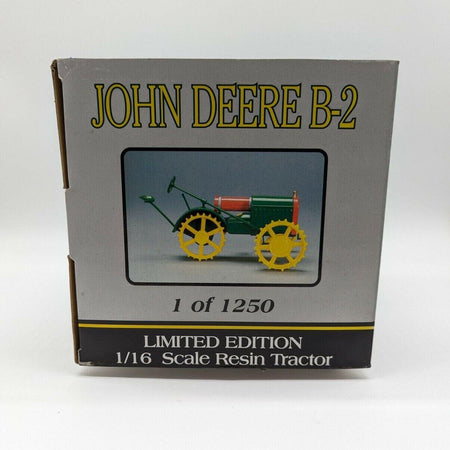 JOHN DEERE B-2
1 of 1250
LIMITED EDITION
1/16 Scale Resin Tractor